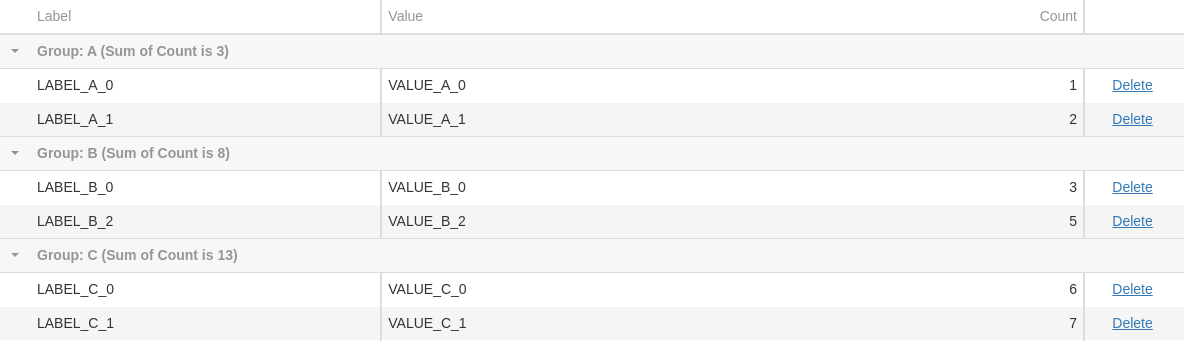 Label Value Count
Group: A (Sum of Count is 3)
LABEL_A_0 VALUE_A_0 1 Delete
LABEL_A_1 VALUE_A_1 2 Delete
Group: B (Sum of Count is 8)
LABEL_B_0 VALUE_B_0 3 Delete
LABEL_B_2 VALUE_B_2 5 Delete
Group: C (Sum of Count is 13)
LABEL_C_0 VALUE_C_0 6 Delete
LABEL_C_1 VALUE_C_1 7 Delete